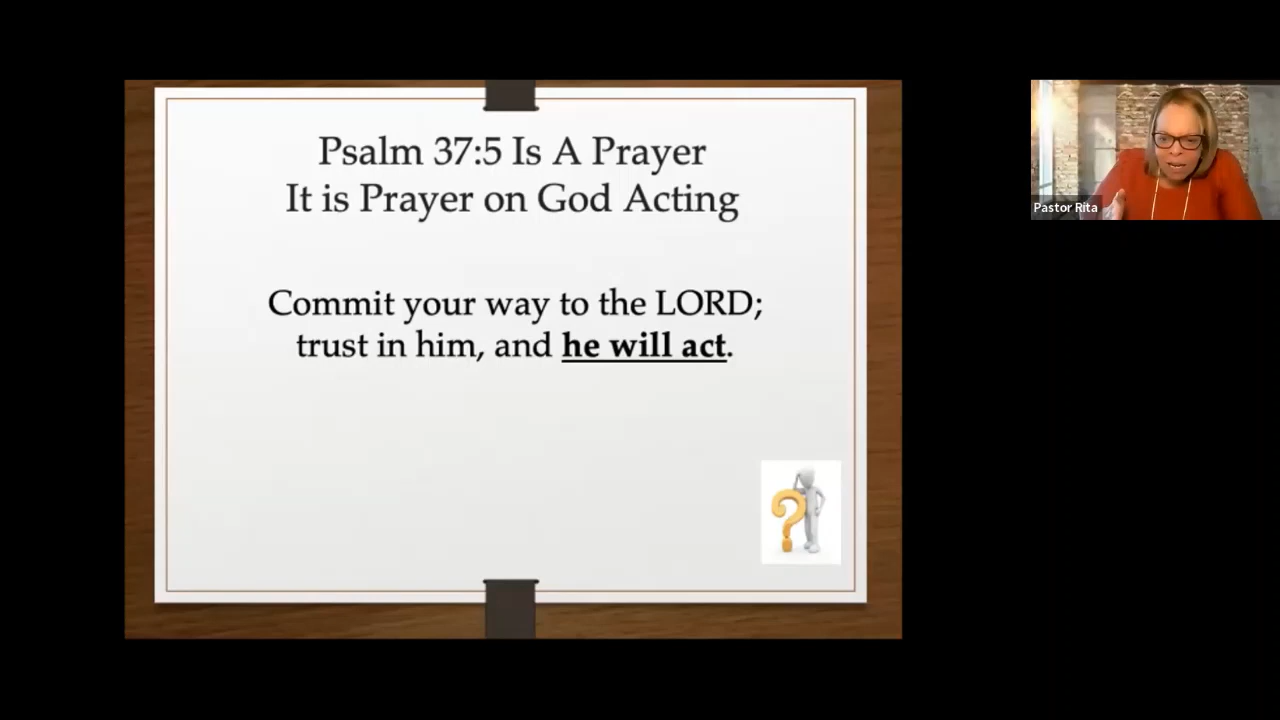 Psalm 37:5 Is A Prayer
It is Prayer on God Acting
Commit your way to the LORD;
trust in him, and he will act.
?
Pastor Rita